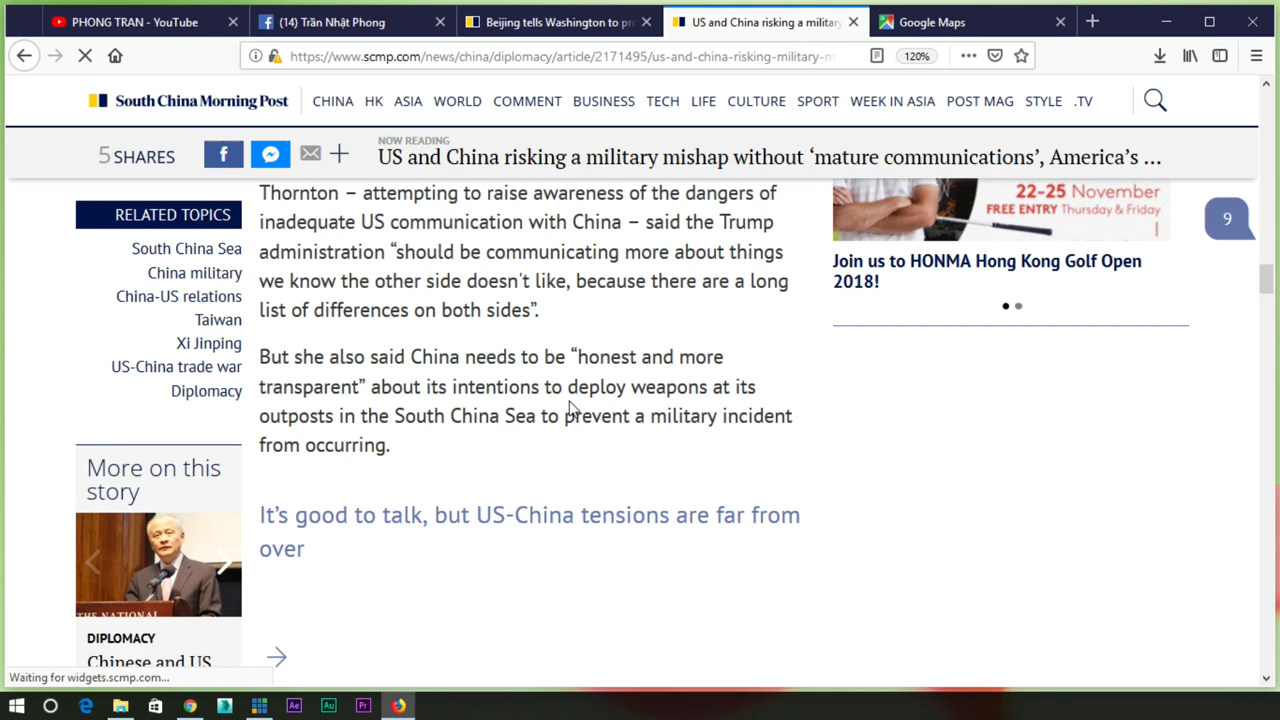 PHONG TRAN - YouTube
(14) Trần Nhật Phong
Beijing tells Washington to pr
US and China risking a military
Google Maps
https://www.scmp.com/news/china/diplomacy/article/2171495/us-and-china-risking-military-m
120%
South China Morning Post
CHINA HK ASIA WORLD COMMENT BUSINESS TECH LIFE CULTURE SPORT WEEK IN ASIA POST MAG STYLE .TV
5 SHARES
NOW READING
US and China risking a military mishap without ‘mature communications’, America’s ...
RELATED TOPICS
South China Sea
China military
China-US relations
Taiwan
Xi Jinping
US-China trade war
Diplomacy
More on this
story
THE NATIONAL
DIPLOMACY
Chinese and US
Thornton – attempting to raise awareness of the dangers of
inadequate US communication with China – said the Trump
administration “should be communicating more about things
we know the other side doesn't like, because there are a long
list of differences on both sides”.
But she also said China needs to be “honest and more
transparent” about its intentions to deploy weapons at its
outposts in the South China Sea to prevent a military incident
from occurring.
It’s good to talk, but US-China tensions are far from
over
22-25 November
FREE ENTRY Thursday & Friday
Join us to HONMA Hong Kong Golf Open
2018!
9
Waiting for widgets.scmp.com...
Ae
Au
Pr